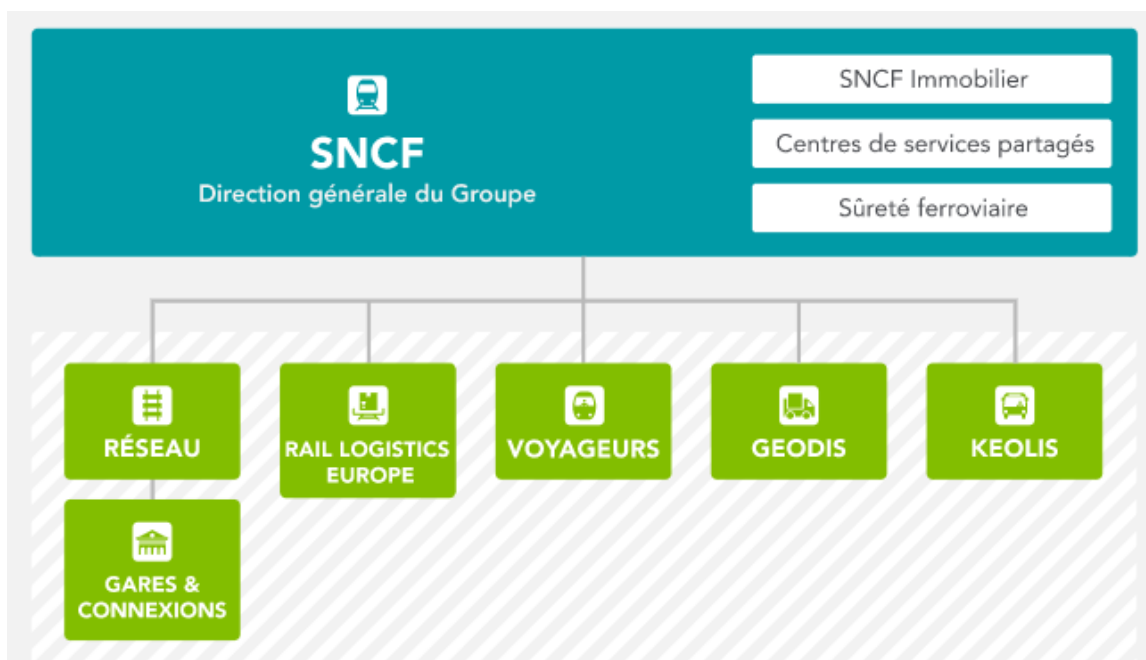 SNCF
Direction générale du Groupe
SNCF Immobilier
Centres de services partagés
Sûreté ferroviaire
RÉSEAU
RAIL LOGISTICS
EUROPE
VOYAGEURS
GEODIS
KEOLIS
GARES &
CONNEXIONS